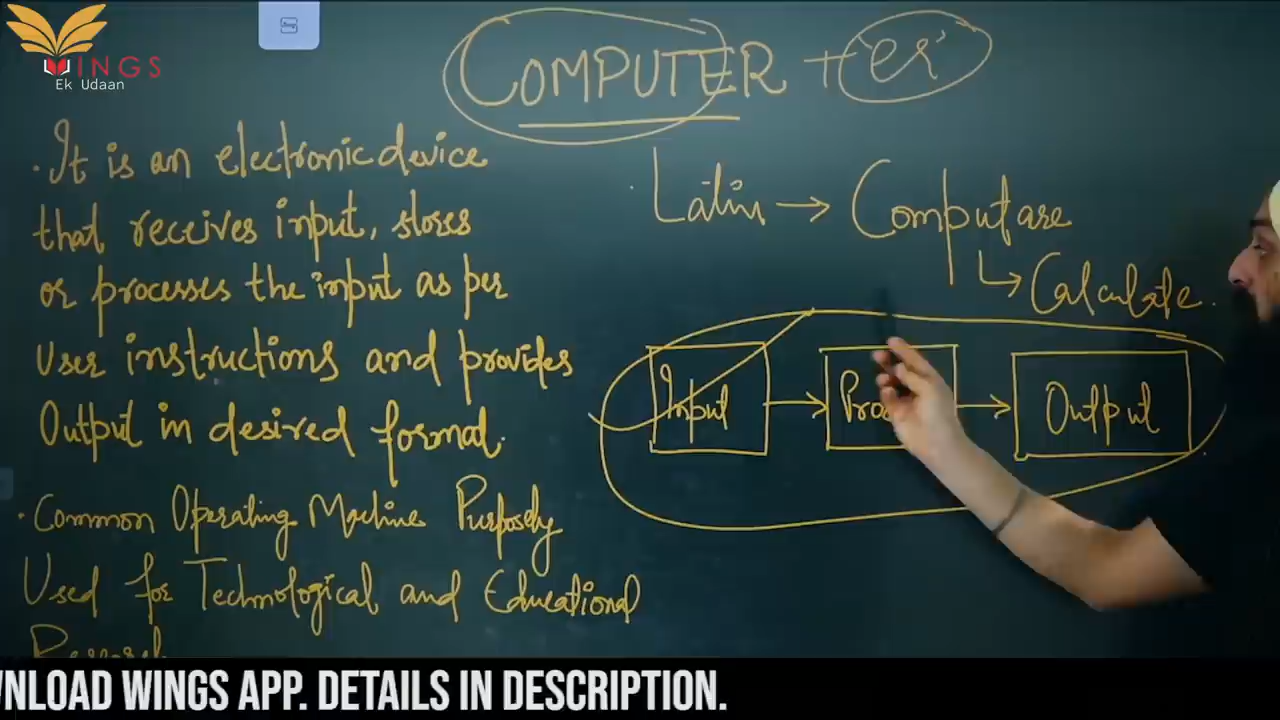 WINGS
Ek Udaan
COMPUTER + 'er'
. It is an electronic device
that receives input, stores
or processes the input as per
User instructions and provides
Output in desired format.
. Common Operating Machine Purposely
Used for Technological and Educational
Research
. Latin → Computare
↳ Calculate.
Input → → Output
WNLOAD WINGS APP. DETAILS IN DESCRIPTION.